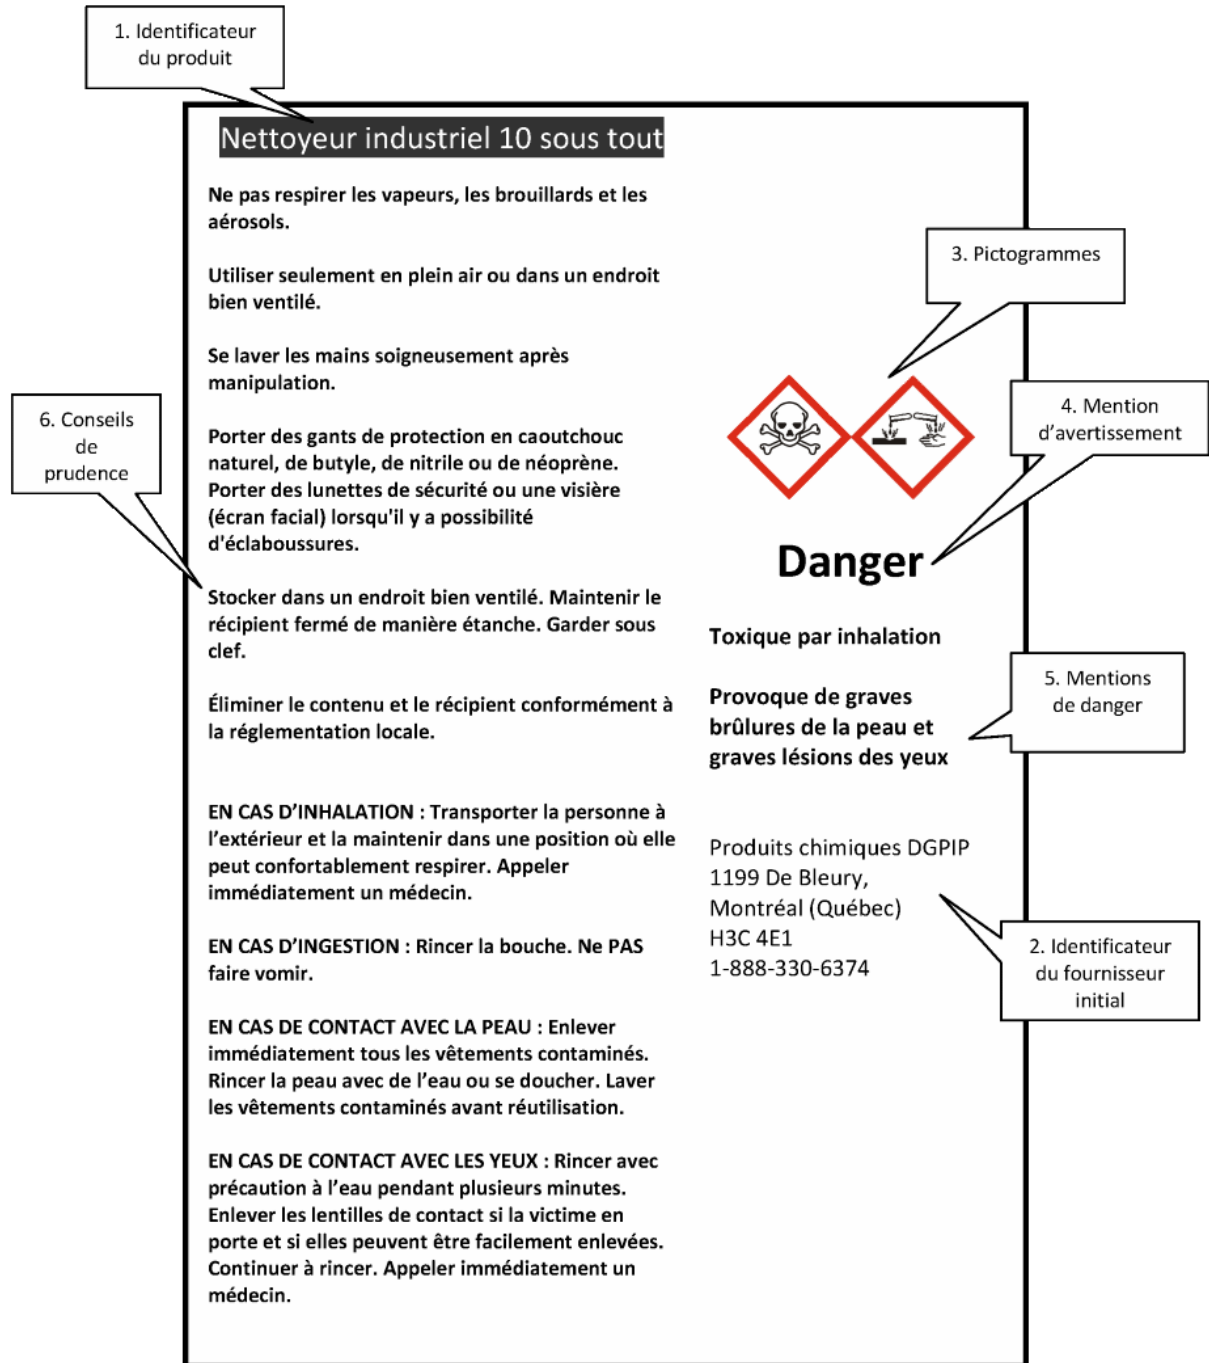 1. Identificateur
du produit
Nettoyeur industriel 10 sous tout
Ne pas respirer les vapeurs, les brouillards et les
aérosols.
Utiliser seulement en plein air ou dans un endroit
bien ventilé.
Se laver les mains soigneusement après
manipulation.
Porter des gants de protection en caoutchouc
naturel, de butyle, de nitrile ou de néoprène.
Porter des lunettes de sécurité ou une visière
(écran facial) lorsqu'il y a possibilité
d'éclaboussures.
6. Conseils
de
prudence
Stocker dans un endroit bien ventilé. Maintenir le
récipient fermé de manière étanche. Garder sous
clef.
Éliminer le contenu et le récipient conformément à
la réglementation locale.
EN CAS D’INHALATION : Transporter la personne à
l’extérieur et la maintenir dans une position où elle
peut confortablement respirer. Appeler
immédiatement un médecin.
EN CAS D’INGESTION : Rincer la bouche. Ne PAS
faire vomir.
EN CAS DE CONTACT AVEC LA PEAU : Enlever
immédiatement tous les vêtements contaminés.
Rincer la peau avec de l’eau ou se doucher. Laver
les vêtements contaminés avant réutilisation.
EN CAS DE CONTACT AVEC LES YEUX : Rincer avec
précaution à l’eau pendant plusieurs minutes.
Enlever les lentilles de contact si la victime en
porte et si elles peuvent être facilement enlevées.
Continuer à rincer. Appeler immédiatement un
médecin.
3. Pictogrammes
4. Mention
d’avertissement
Danger
Toxique par inhalation
5. Mentions
de danger
Provoque de graves
brûlures de la peau et
graves lésions des yeux
Produits chimiques DGPIP
1199 De Bleury,
Montréal (Québec)
H3C 4E1
1-888-330-6374
2. Identificateur
du fournisseur
initial